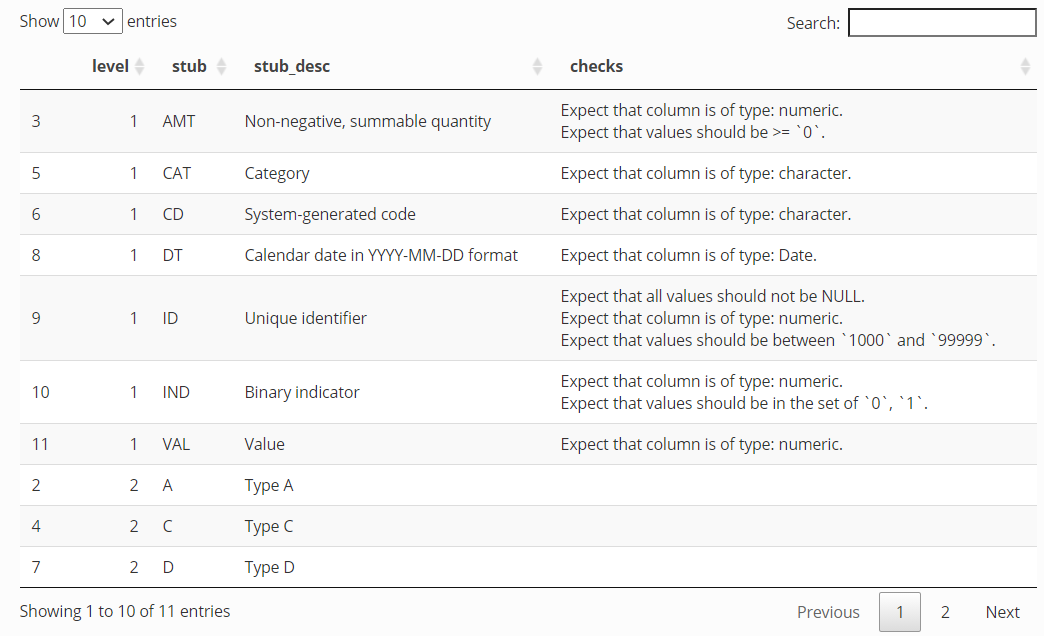 Show 10 entries
Search:
level stub stub_desc checks
3 1 AMT Non-negative, summable quantity Expect that column is of type: numeric.
Expect that values should be >= `0`.
5 1 CAT Category Expect that column is of type: character.
6 1 CD System-generated code Expect that column is of type: character.
8 1 DT Calendar date in YYYY-MM-DD format Expect that column is of type: Date.
9 1 ID Unique identifier Expect that all values should not be NULL.
Expect that column is of type: numeric.
Expect that values should be between `1000` and `99999`.
10 1 IND Binary indicator Expect that column is of type: numeric.
Expect that values should be in the set of `0`, `1`.
11 1 VAL Value Expect that column is of type: numeric.
2 2 A Type A
4 2 C Type C
7 2 D Type D
Showing 1 to 10 of 11 entries
Previous 1 2 Next